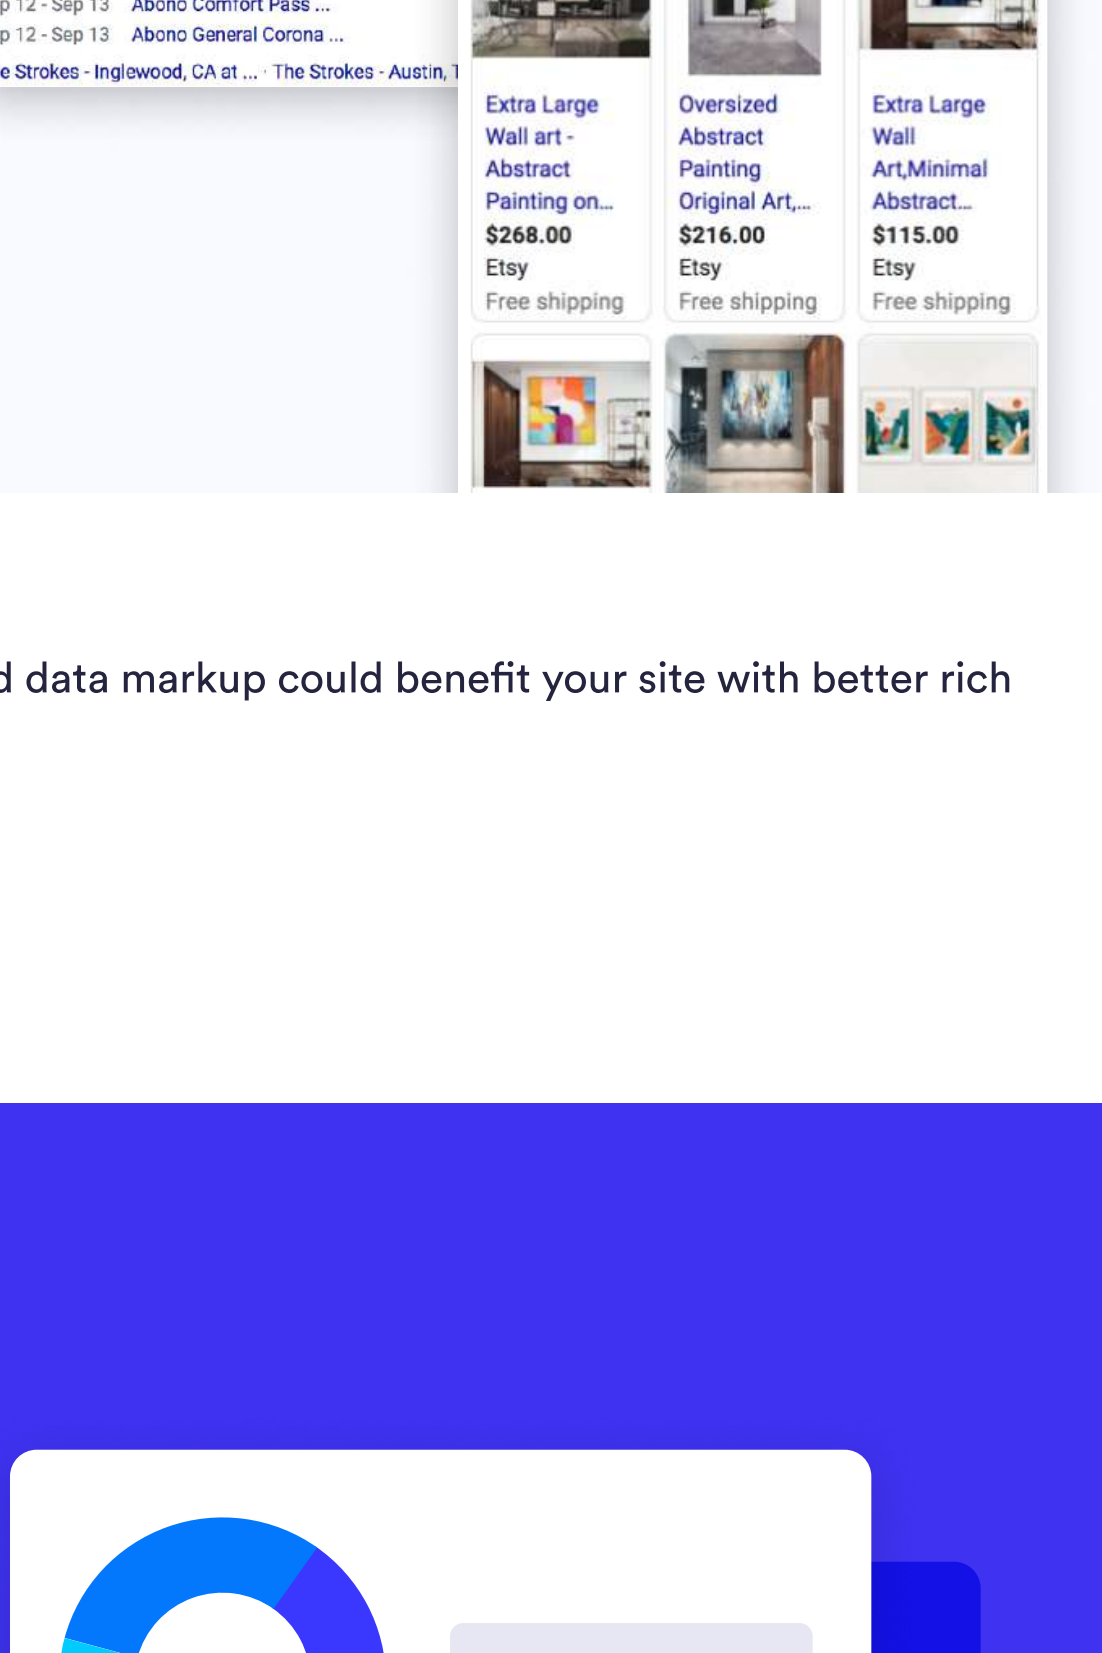 p 12 - Sep 13 Abono Comfort Pass ...
p 12 - Sep 13 Abono General Corona ...
e Strokes - Inglewood, CA at ... · The Strokes - Austin, T
Extra Large
Wall art -
Abstract
Painting on...
$268.00
Etsy
Free shipping
Oversized
Abstract
Painting
Original Art,...
$216.00
Etsy
Free shipping
Extra Large
Wall
Art,Minimal
Abstract...
$115.00
Etsy
Free shipping
d data markup could benefit your site with better rich